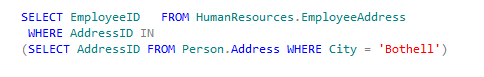 SELECT EmployeeID   FROM HumanResources.EmployeeAddress
 WHERE AddressID IN
(SELECT AddressID FROM Person.Address WHERE City = 'Bothell')